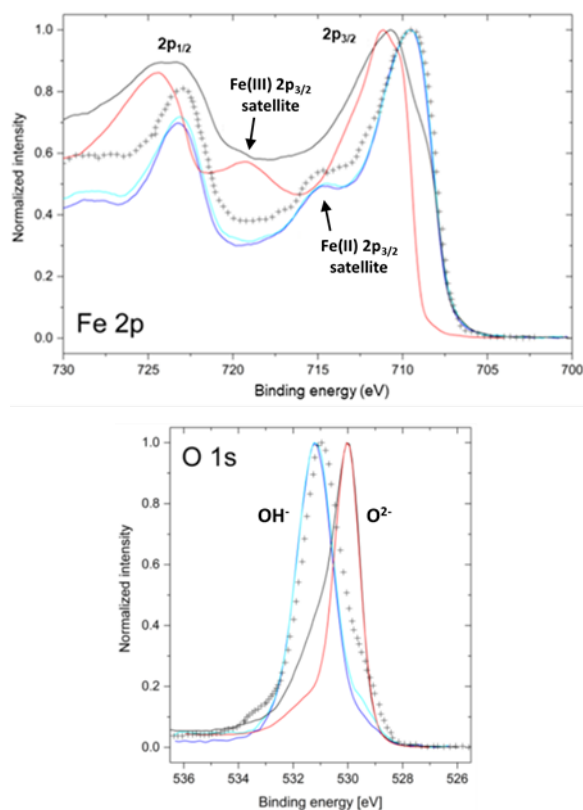 2p₁/₂
2p₃/₂
Fe(III) 2p₃/₂
satellite
Fe(II) 2p₃/₂
satellite
Normalized intensity
1.0
0.8
0.6
0.4
0.2
0.0
Fe 2p
730 725 720 715 710 705 700
Binding energy (eV)
O 1s
OH⁻
O²⁻
Normalized intensity
1.0
0.8
0.6
0.4
0.2
0.0
536 534 532 530 528 526
Binding energy [eV]